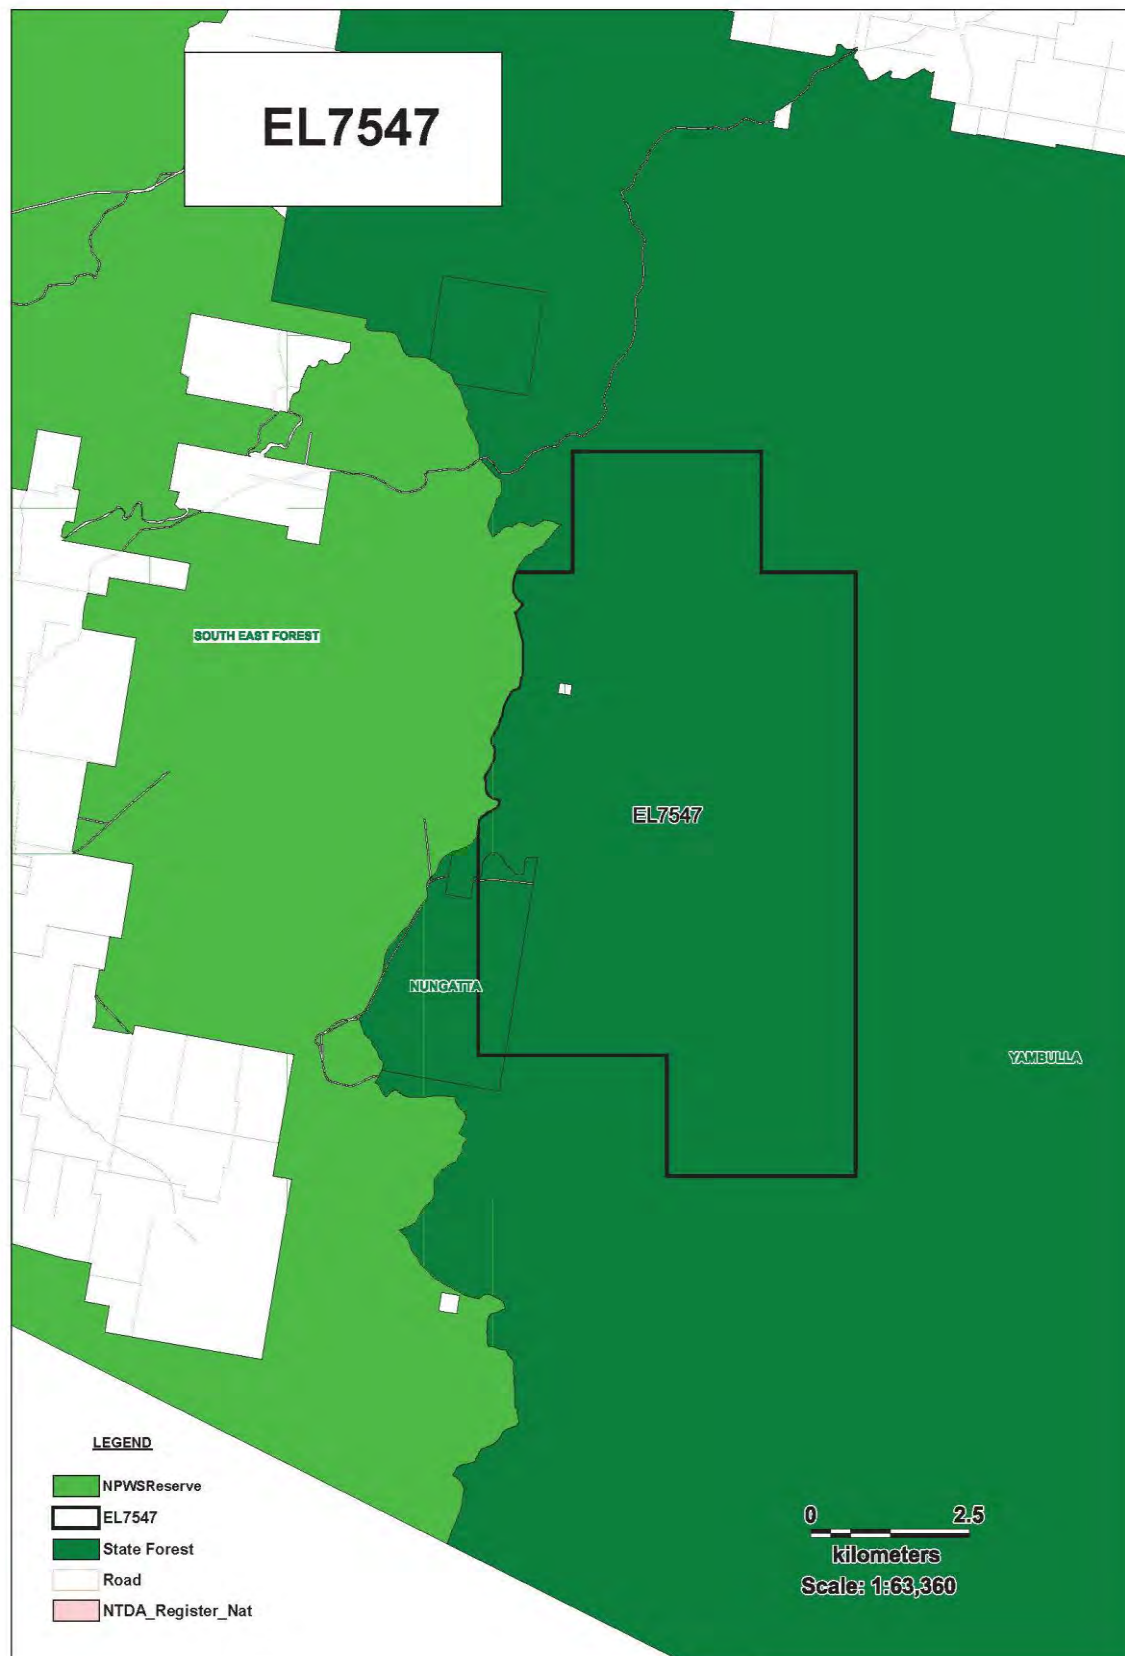 EL7547
SOUTH EAST FOREST
EL7547
NUNGATTA
YAMBULLA
LEGEND
NPWSReserve
EL7547
State Forest
Road
NTDA_Register_Nat
0 2.5
kilometers
Scale: 1:63,360